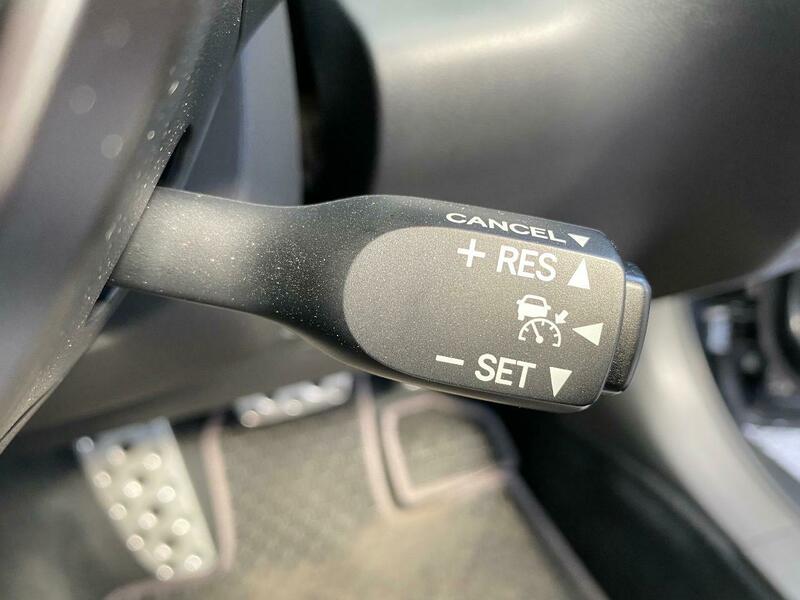 CANCEL
+ RES
- SET